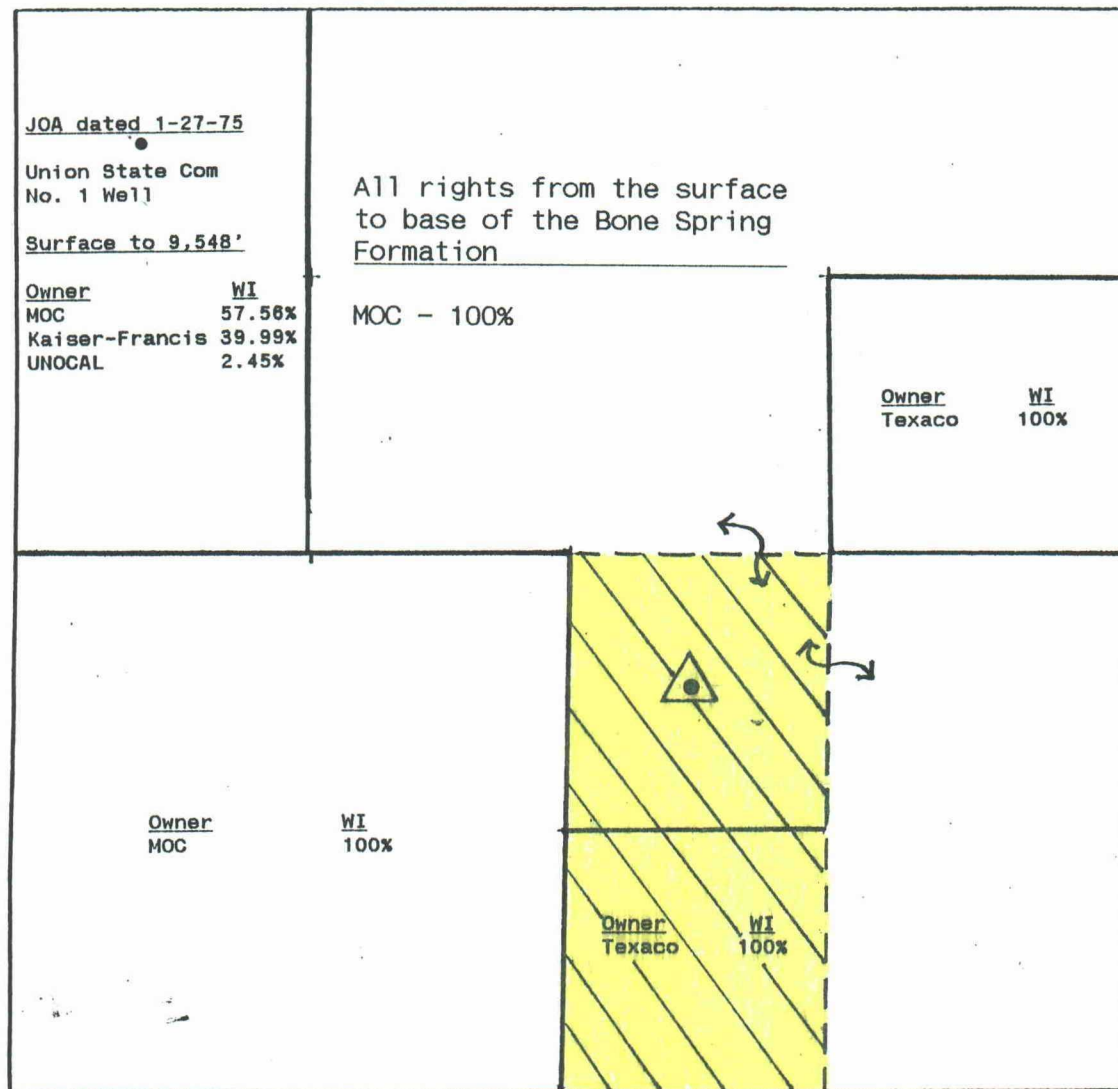 JOA dated 1-27-75
Union State Com
No. 1 Well
Surface to 9,548'
Owner WI
MOC 57.56%
Kaiser-Francis 39.99%
UNOCAL 2.45%
All rights from the surface
to base of the Bone Spring
Formation
MOC - 100%
Owner WI
Texaco 100%
Owner WI
MOC 100%
Owner WI
Texaco 100%